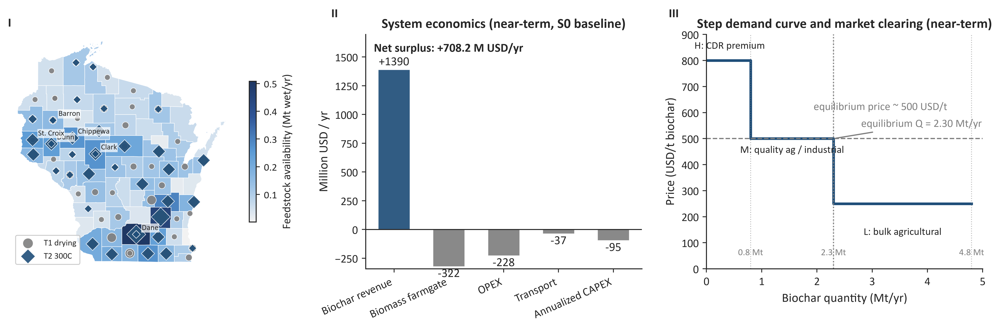 I
Barron
St. Croix
Dunn
Chippewa
Clark
Dane
T1 drying
T2 300C
0.5
0.4
0.3
0.2
0.1
Feedstock availability (Mt wet/yr)
II
System economics (near-term, S0 baseline)
Net surplus: +708.2 M USD/yr
+1390
-322
-228
-37
-95
1500
1250
1000
750
500
250
0
−250
Million USD / yr
Biochar revenue
Biomass farmgate
OPEX
Transport
Annualized CAPEX
III
Step demand curve and market clearing (near-term)
900
800
700
600
500
400
300
200
100
0
Price (USD/t biochar)
H: CDR premium
equilibrium price ~ 500 USD/t
equilibrium Q = 2.30 Mt/yr
M: quality ag / industrial
L: bulk agricultural
0.8 Mt
2.3 Mt
4.8 Mt
0
1
2
3
4
5
Biochar quantity (Mt/yr)